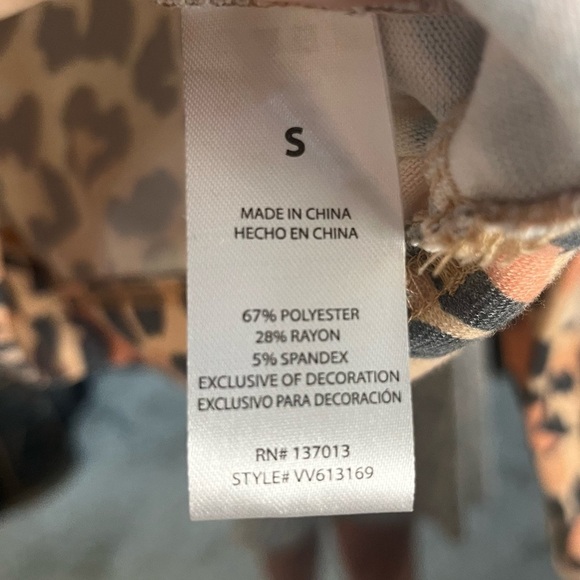 S
MADE IN CHINA
HECHO EN CHINA
67% POLYESTER
28% RAYON
5% SPANDEX
EXCLUSIVE OF DECORATION
EXCLUSIVO PARA DECORACIÓN
RN# 137013
STYLE# VV613169